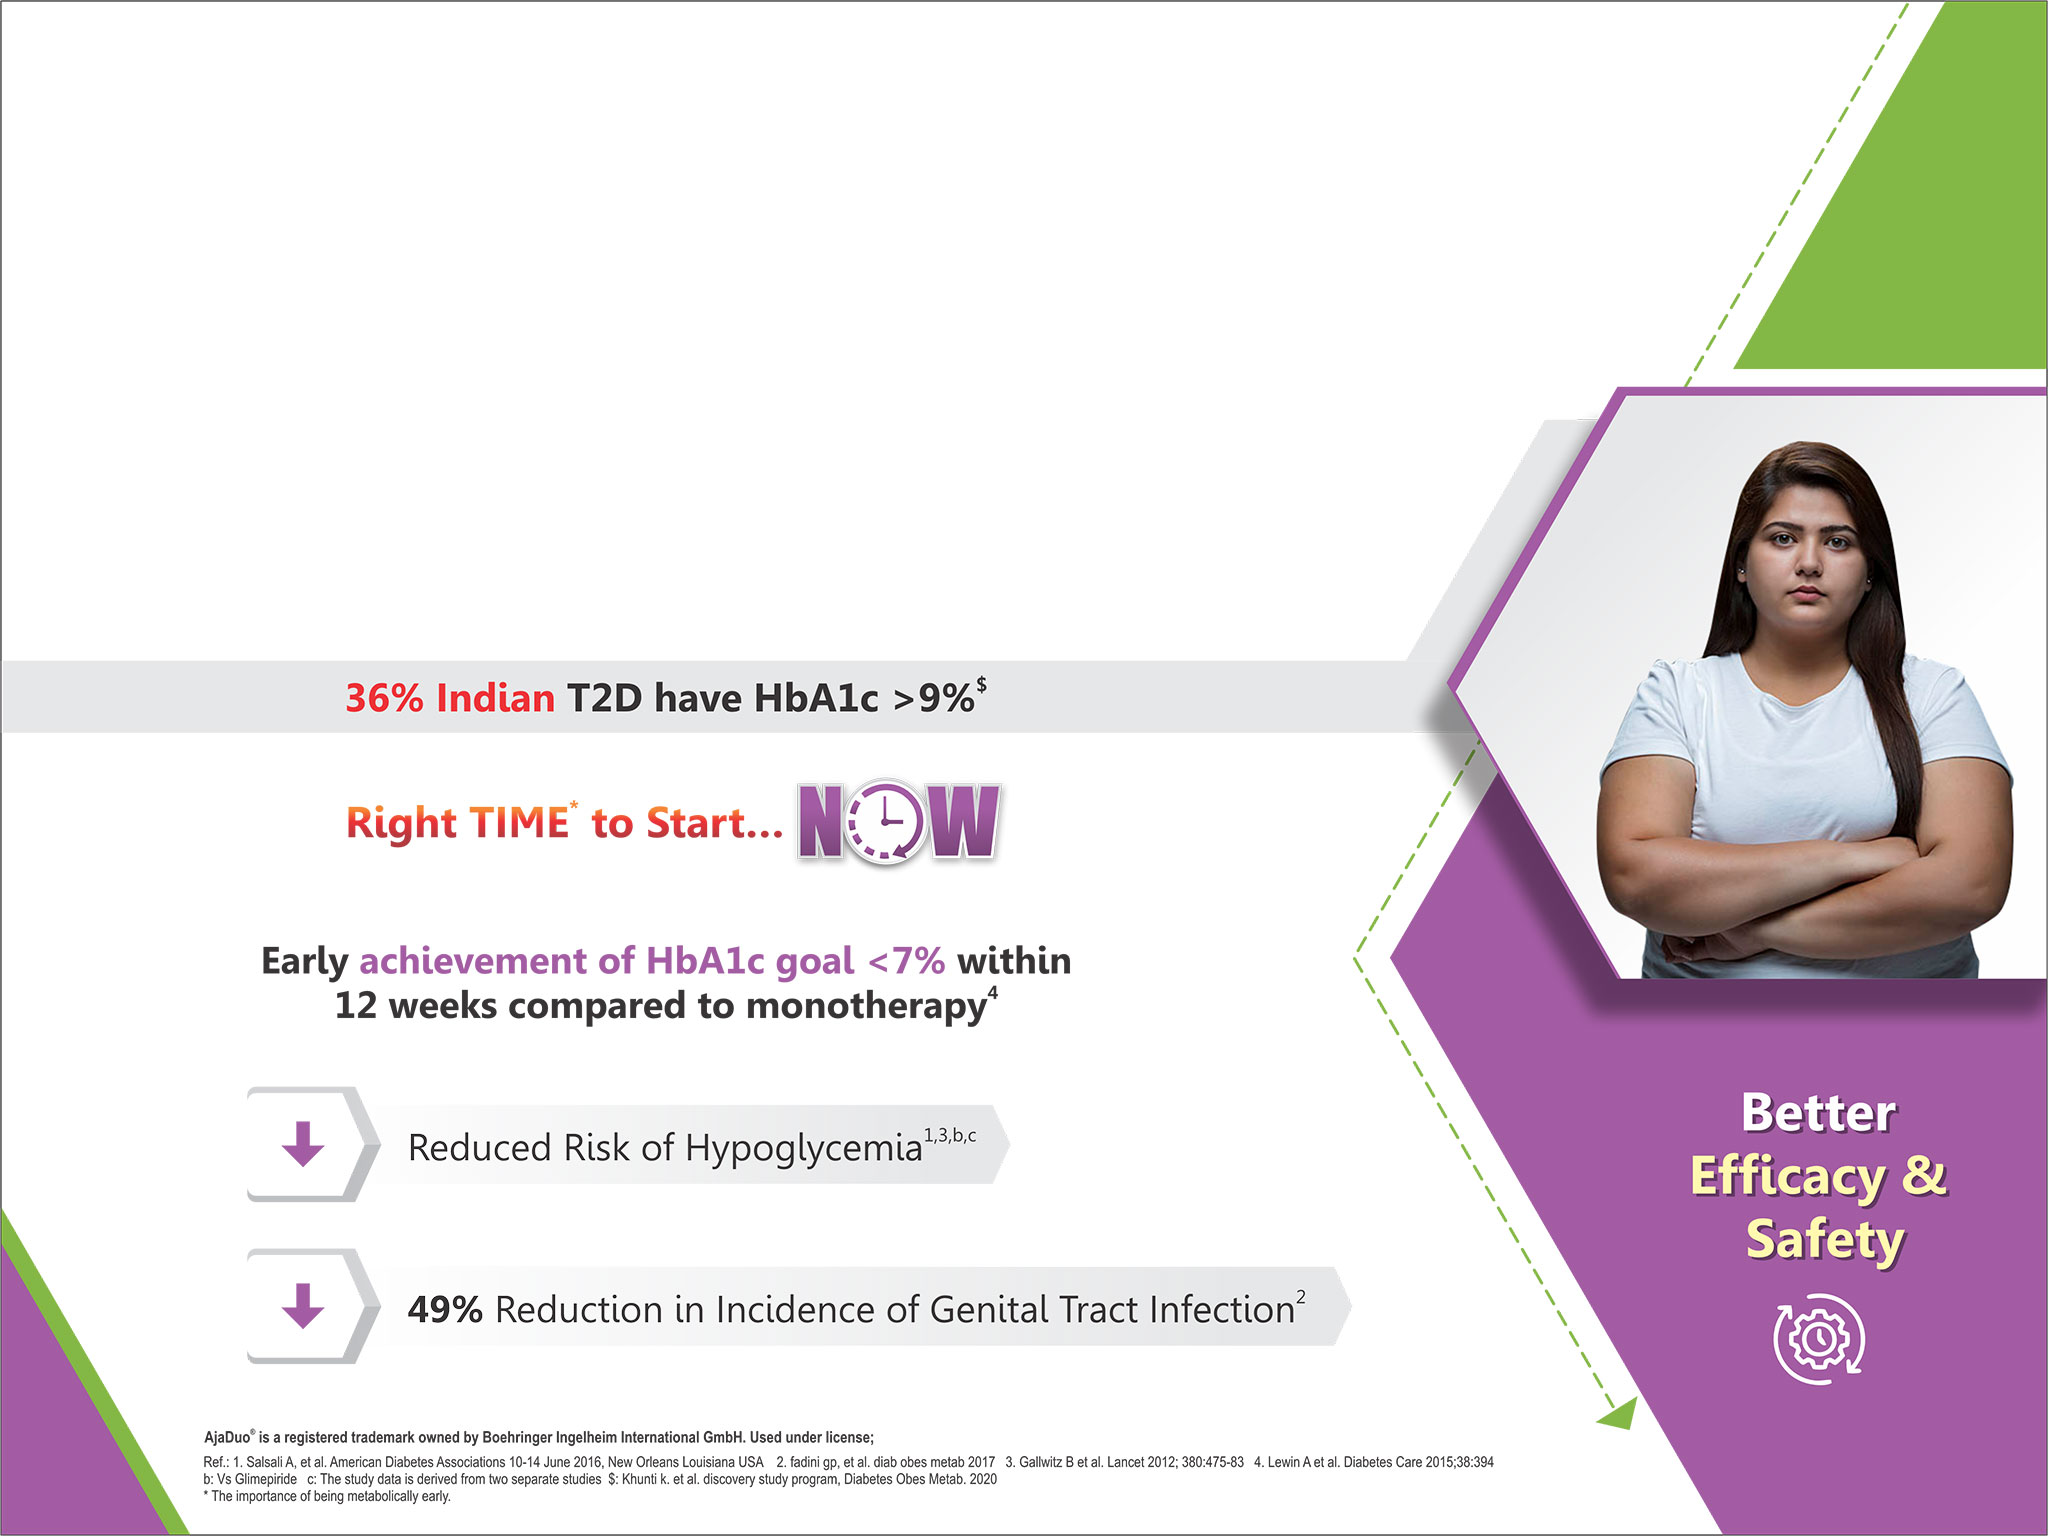 36% Indian T2D have HbA1c >9%$
Right TIME* to Start... NOW
Early achievement of HbA1c goal <7% within
12 weeks compared to monotherapy4
Reduced Risk of Hypoglycemia1,3,b,c
49% Reduction in Incidence of Genital Tract Infection2
Better
Efficacy &
Safety
AjaDuo® is a registered trademark owned by Boehringer Ingelheim International GmbH. Used under license;
Ref.: 1. Salsali A, et al. American Diabetes Associations 10-14 June 2016, New Orleans Louisiana USA 2. fadini gp, et al. diab obes metab 2017 3. Gallwitz B et al. Lancet 2012; 380:475-83 4. Lewin A et al. Diabetes Care 2015;38:394
b: Vs Glimepiride c: The study data is derived from two separate studies $: Khunti k. et al. discovery study program, Diabetes Obes Metab. 2020
* The importance of being metabolically early.